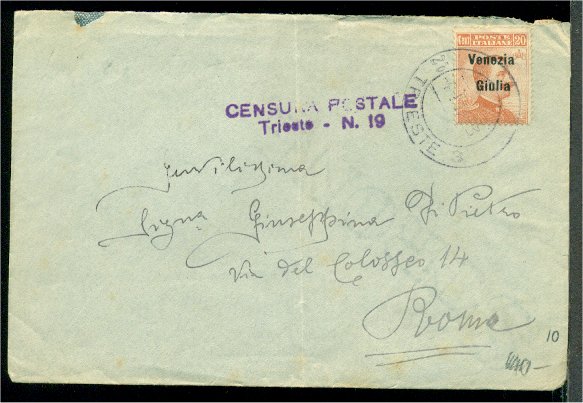 POSTE
ITALIANE 20
Venezia
Giulia
TRIESTE
CENSURA POSTALE
Trieste - N. 19
Gentilissima
Signa Giuseppina Di Pietro
Via del Colosseo 14
Roma
10